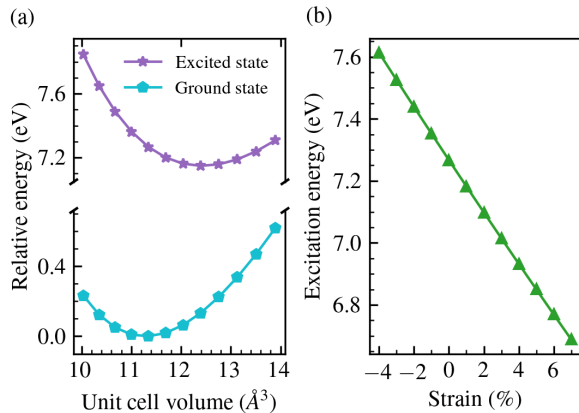 (a)
Relative energy (eV)
7.6
7.2
0.4
0.0
Excited state
Ground state
10 11 12 13 14
Unit cell volume (Å³)
(b)
Excitation energy (eV)
7.6
7.4
7.2
7.0
6.8
−4 −2 0 2 4 6
Strain (%)